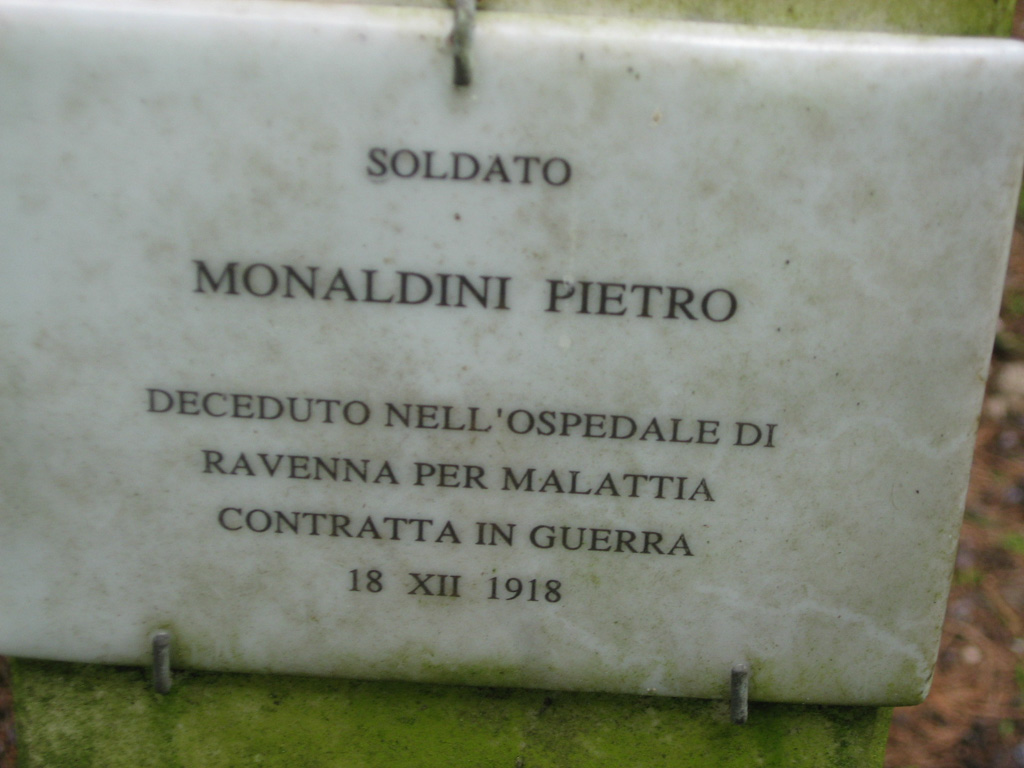 SOLDATO
MONALDINI PIETRO
DECEDUTO NELL'OSPEDALE DI
RAVENNA PER MALATTIA
CONTRATTA IN GUERRA
18 XII 1918